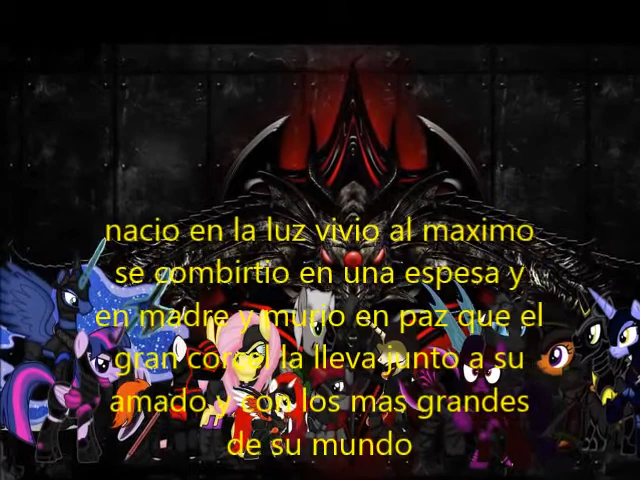 nacio en la luz vivio al maximo
se combirtio en una espesa y
en madre y murio en paz que el
gran corcel la lleva junto a su
amado y con los mas grandes
de su mundo